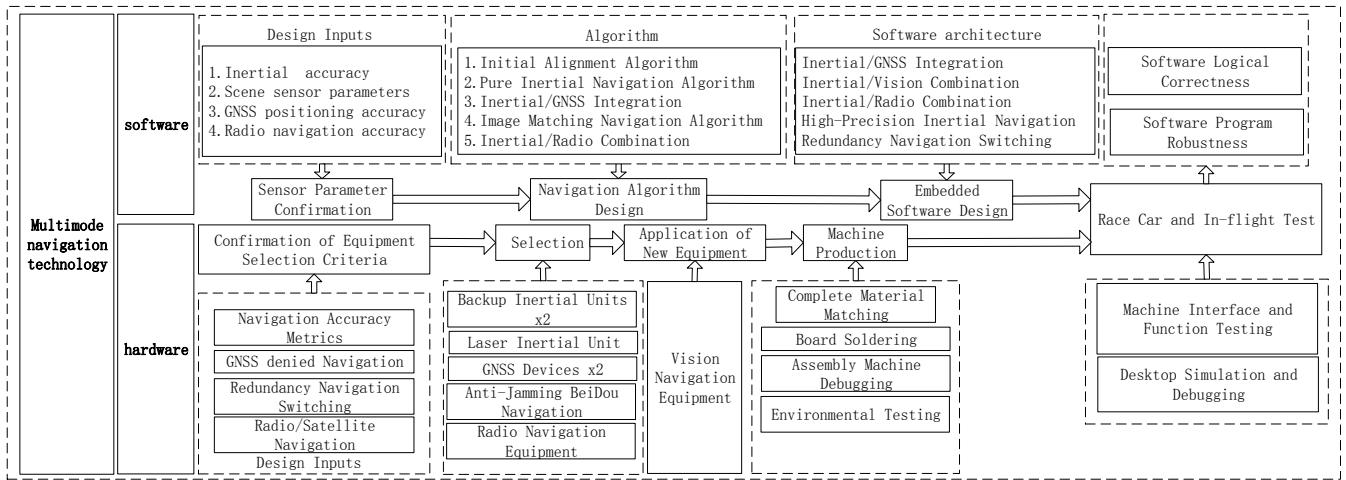 Multimode
navigation
technology
software
hardware
Design Inputs
1. Inertial accuracy
2. Scene sensor parameters
3. GNSS positioning accuracy
4. Radio navigation accuracy
Algorithm
1. Initial Alignment Algorithm
2. Pure Inertial Navigation Algorithm
3. Inertial/GNSS Integration
4. Image Matching Navigation Algorithm
5. Inertial/Radio Combination
Software architecture
Inertial/GNSS Integration
Inertial/Vision Combination
Inertial/Radio Combination
High-Precision Inertial Navigation
Redundancy Navigation Switching
Software Logical
Correctness
Software Program
Robustness
Sensor Parameter
Confirmation
Navigation Algorithm
Design
Embedded
Software Design
Race Car and In-flight Test
Confirmation of Equipment
Selection Criteria
Selection
Application of
New Equipment
Machine
Production
Navigation Accuracy
Metrics
GNSS denied Navigation
Redundancy Navigation
Switching
Radio/Satellite
Navigation
Design Inputs
Backup Inertial Units
x2
Laser Inertial Unit
GNSS Devices x2
Anti-Jamming BeiDou
Navigation
Radio Navigation
Equipment
Vision
Navigation
Equipment
Complete Material
Matching
Board Soldering
Assembly Machine
Debugging
Environmental Testing
Machine Interface and
Function Testing
Desktop Simulation and
Debugging